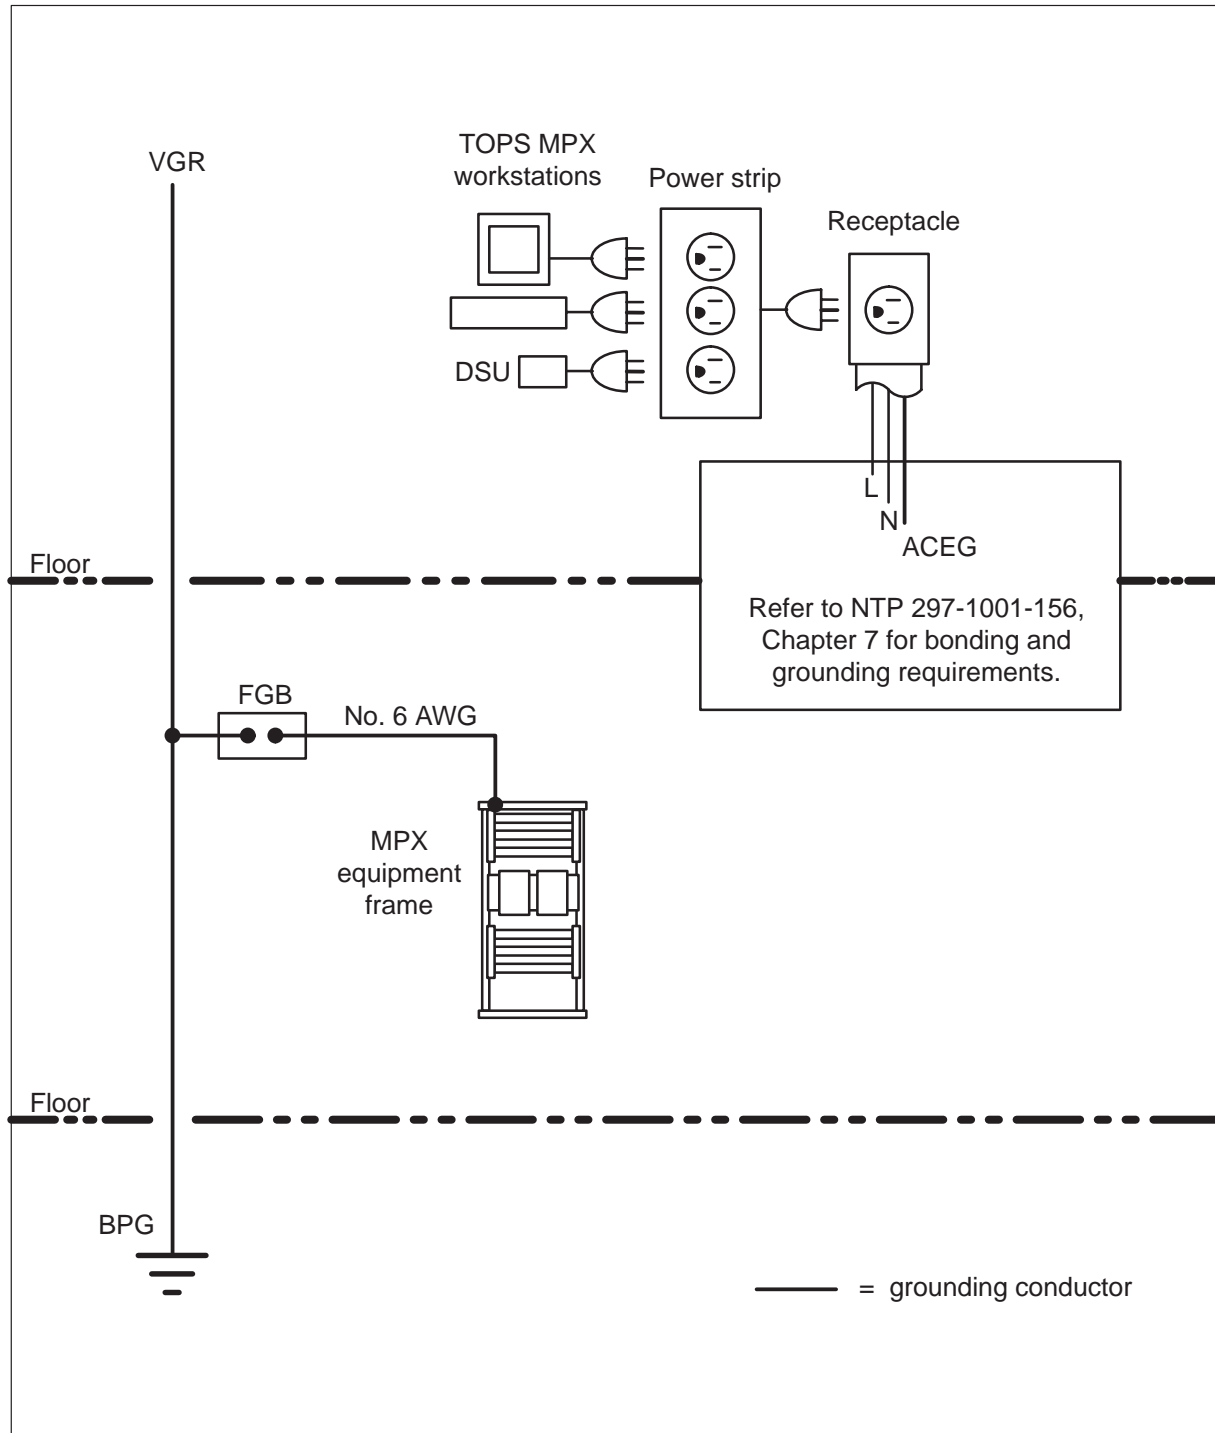 VGR
TOPS MPX
workstations
Power strip
Receptacle
DSU
L
N
ACEG
Floor
Refer to NTP 297-1001-156,
Chapter 7 for bonding and
grounding requirements.
FGB
No. 6 AWG
MPX
equipment
frame
Floor
BPG
= grounding conductor